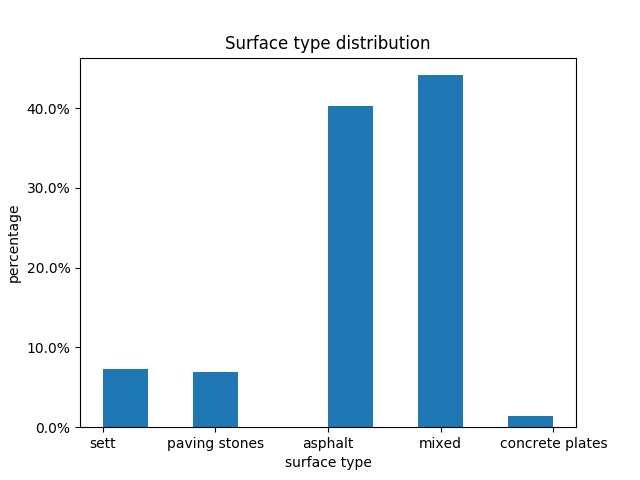 Surface type distribution
40.0%
30.0%
20.0%
10.0%
0.0%
percentage
sett paving stones asphalt mixed concrete plates
surface type